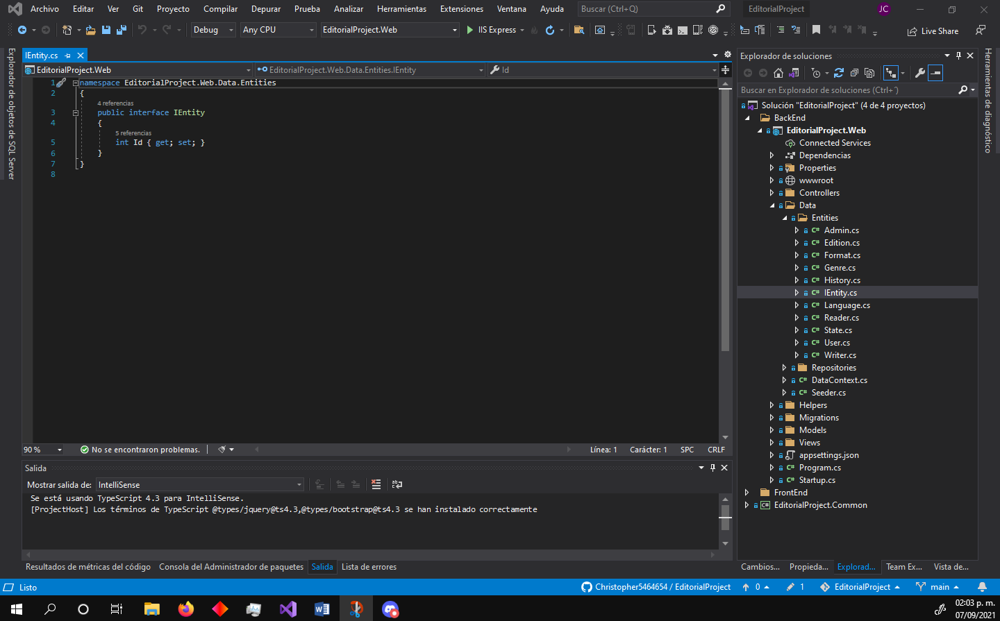 Archivo Editar Ver Git Proyecto Compilar Depurar Prueba Analizar Herramientas Extensiones Ventana Ayuda Buscar (Ctrl+Q) EditorialProject JC
Debug Any CPU EditorialProject.Web IIS Express Live Share
Explorador de objetos de SQL Server
IEntity.cs
EditorialProject.Web EditorialProject.Web.Data.Entities.IEntity Id
1 namespace EditorialProject.Web.Data.Entities
2 {
4 referencias
3 public interface IEntity
4 {
5 referencias
5 int Id { get; set; }
6 }
7 }
8
90 % No se encontraron problemas. Línea: 1 Carácter: 1 SPC CRLF
Salida
Mostrar salida de: IntelliSense
Se está usando TypeScript 4.3 para IntelliSense.
[ProjectHost] Los términos de TypeScript @types/jquery@ts4.3,@types/bootstrap@ts4.3 se han instalado correctamente
Resultados de métricas del código Consola del Administrador de paquetes Salida Lista de errores
Explorador de soluciones
Buscar en Explorador de soluciones (Ctrl+´)
Solución "EditorialProject" (4 de 4 proyectos)
BackEnd
EditorialProject.Web
Connected Services
Dependencias
Properties
wwwroot
Controllers
Data
Entities
C# Admin.cs
C# Edition.cs
C# Format.cs
C# Genre.cs
C# History.cs
C# IEntity.cs
C# Language.cs
C# Reader.cs
C# State.cs
C# User.cs
C# Writer.cs
Repositories
C# DataContext.cs
C# Seeder.cs
Helpers
Migrations
Models
Views
appsettings.json
C# Program.cs
C# Startup.cs
FrontEnd
C# EditorialProject.Common
Cambios... Propieda... Explorad... Team Ex... Vista de...
Herramientas de diagnóstico
Listo Christopher5464654 / EditorialProject 0 1 EditorialProject main
02:03 p. m.
07/09/2021